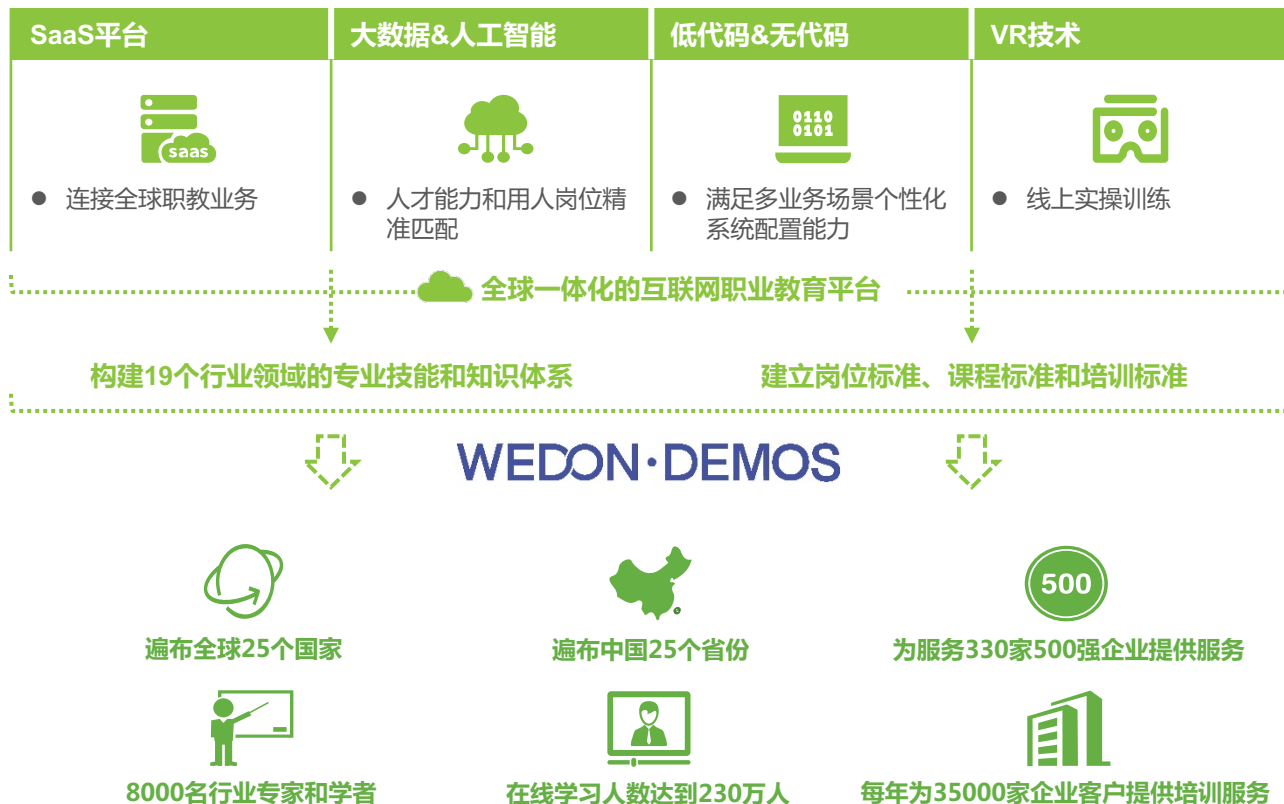 SaaS平台
大数据&人工智能
低代码&无代码
VR技术
saas
0110
0101
● 连接全球职教业务
● 人才能力和用人岗位精
准匹配
● 满足多业务场景个性化
系统配置能力
● 线上实操训练
全球一体化的互联网职业教育平台
构建19个行业领域的专业技能和知识体系
建立岗位标准、课程标准和培训标准
WEDON·DEMOS
500
遍布全球25个国家
遍布中国25个省份
为服务330家500强企业提供服务
8000名行业专家和学者
在线学习人数达到230万人
每年为35000家企业客户提供培训服务